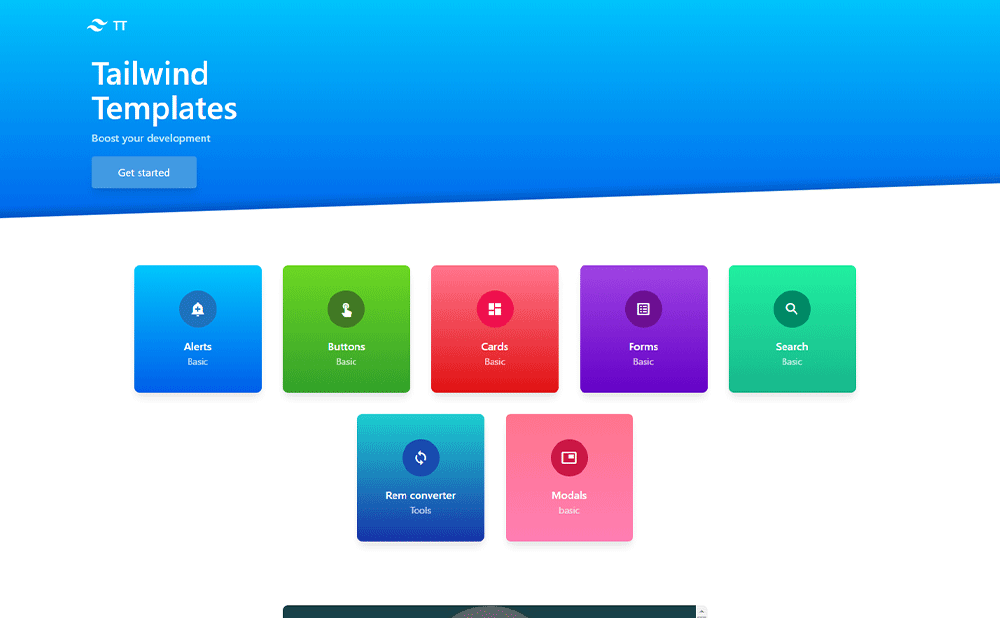 TT
Tailwind
Templates
Boost your development
Get started
Alerts
Basic
Buttons
Basic
Cards
Basic
Forms
Basic
Search
Basic
Rem converter
Tools
Modals
basic